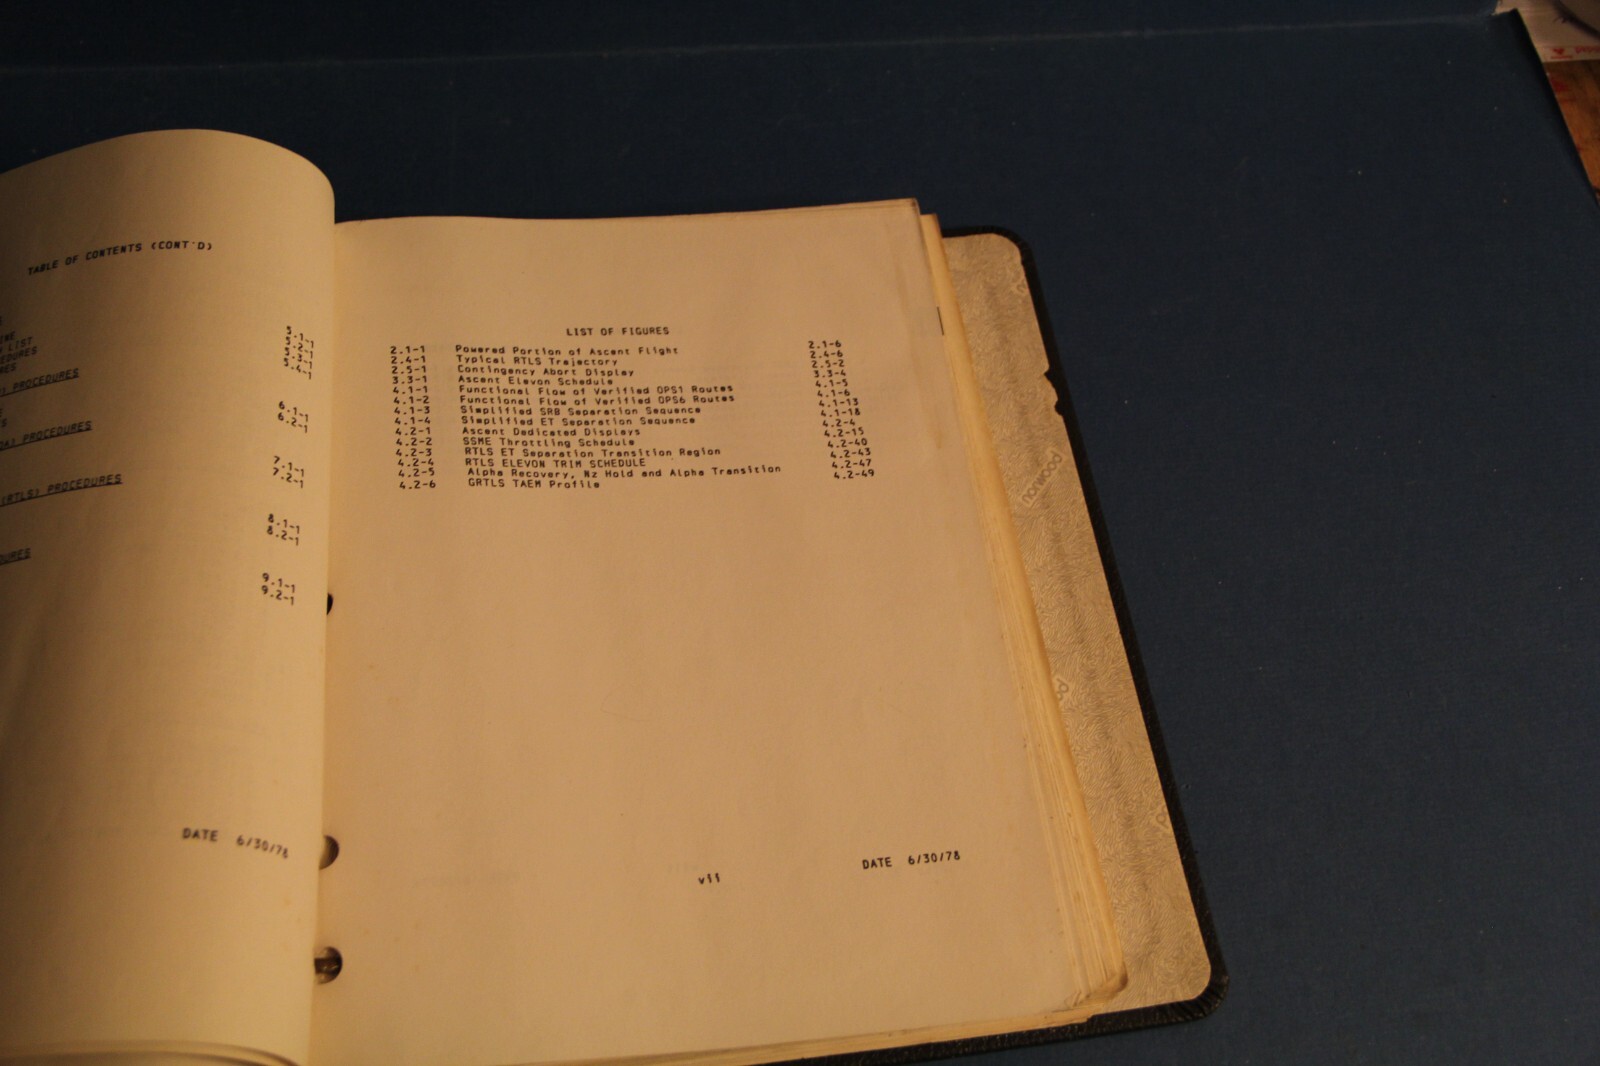 TABLE OF CONTENTS (CONT'D)
LIST
5.1-1
5.2-1
5.3-1
5.4-1
PROCEDURES
6.1-1
6.2-1
PROCEDURES
7.1-1
7.2-1
(RTLS) PROCEDURES
8.1-1
8.2-1
9.1-1
9.2-1
DATE 6/30/78
LIST OF FIGURES
2.1-1 Powered Portion of Ascent Flight 2.1-6
2.4-1 Typical RTLS Trajectory 2.4-6
2.5-1 Contingency Abort Display 2.5-2
3.3-1 Ascent Elevon Schedule 3.3-4
4.1-1 Functional Flow of Verified OPS1 Routes 4.1-5
4.1-2 Functional Flow of Verified OPS6 Routes 4.1-6
4.1-3 Simplified SRB Separation Sequence 4.1-13
4.1-4 Simplified ET Separation Sequence 4.1-18
4.2-1 Ascent Dedicated Displays 4.2-4
4.2-2 SSME Throttling Schedule 4.2-15
4.2-3 RTLS ET Separation Transition Region 4.2-40
4.2-4 RTLS ELEVON TRIM SCHEDULE 4.2-43
4.2-5 Alpha Recovery, Nz Hold and Alpha Transition 4.2-47
4.2-6 GRTLS TAEM Profile 4.2-49
vii
DATE 6/30/78
norwood